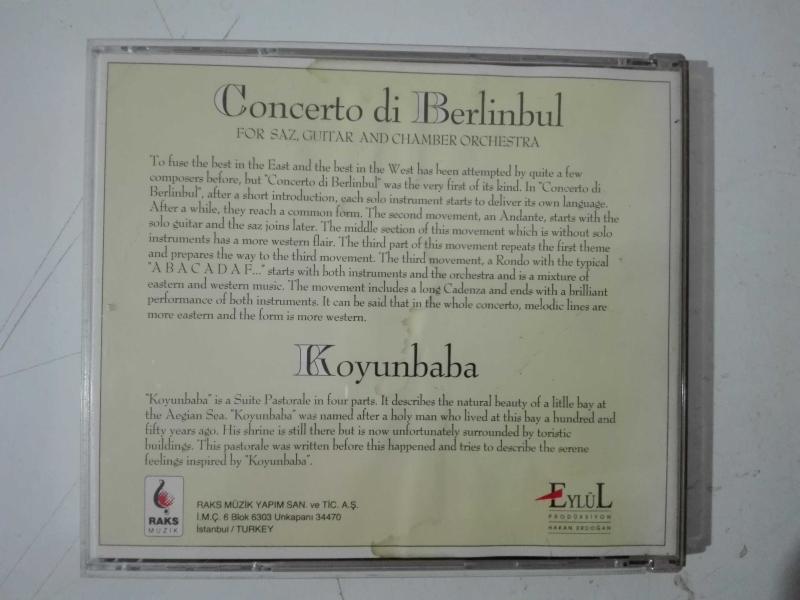 Concerto di Berlinbul
FOR SAZ, GUITAR AND CHAMBER ORCHESTRA
To fuse the best in the East and the best in the West has been attempted by quite a few
composers before, but "Concerto di Berlinbul" was the very first of its kind. In "Concerto di
Berlinbul", after a short introduction, each solo instrument starts to deliver its own language.
After a while, they reach a common form. The second movement, an Andante, starts with the
solo guitar and the saz joins later. The middle section of this movement which is without solo
instruments has a more western flair. The third part of this movement repeats the first theme
and prepares the way to the third movement. The third movement, a Rondo with the typical
"A B A C A D A F..." starts with both instruments and the orchestra and is a mixture of
eastern and western music. The movement includes a long Cadenza and ends with a brilliant
performance of both instruments. It can be said that in the whole concerto, melodic lines are
more eastern and the form is more western.
Koyunbaba
"Koyunbaba" is a Suite Pastorale in four parts. It describes the natural beauty of a litlle bay at
the Aegian Sea. "Koyunbaba" was named after a holy man who lived at this bay a hundred and
fifty years ago. His shrine is still there but is now unfortunately surrounded by toristic
buildings. This pastorale was written before this happened and tries to describe the serene
feelings inspired by "Koyunbaba".
RAKS
MÜZİK
RAKS MÜZİK YAPIM SAN. ve TİC. A.Ş.
İ.M.Ç. 6 Blok 6303 Unkapanı 34470
İstanbul / TURKEY
EYLÜL
PRODÜKSİYON
HAKAN ERDOĞAN